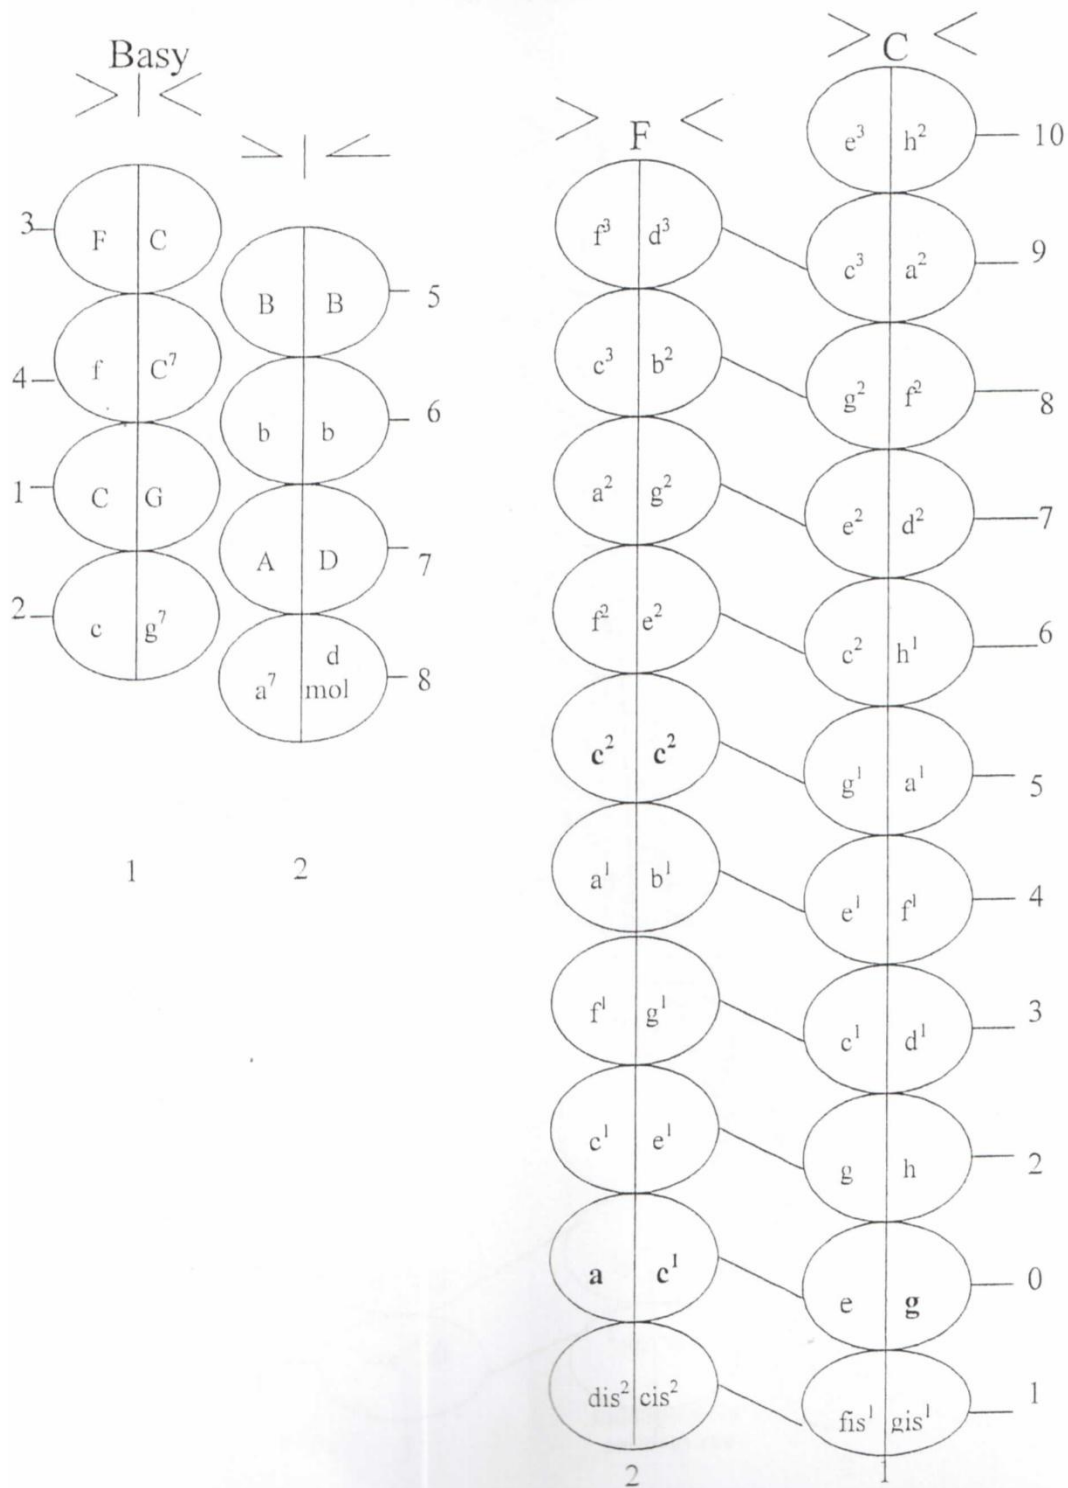 Basy
> | <
> | <
3 F C
f C⁷ 4
1 C G
2 c g⁷
B B 5
b b 6
A D 7
a⁷ d mol 8
1 2
> F <
f³ d³
c³ b²
a² g²
f² e²
c² c²
a¹ b¹
f¹ g¹
c¹ e¹
a c¹
dis² cis²
2
> C <
e³ h² 10
c³ a² 9
g² f² 8
e² d² 7
c² h¹ 6
g¹ a¹ 5
e¹ f¹ 4
c¹ d¹ 3
g h 2
e g 0
fis¹ gis¹ 1
1